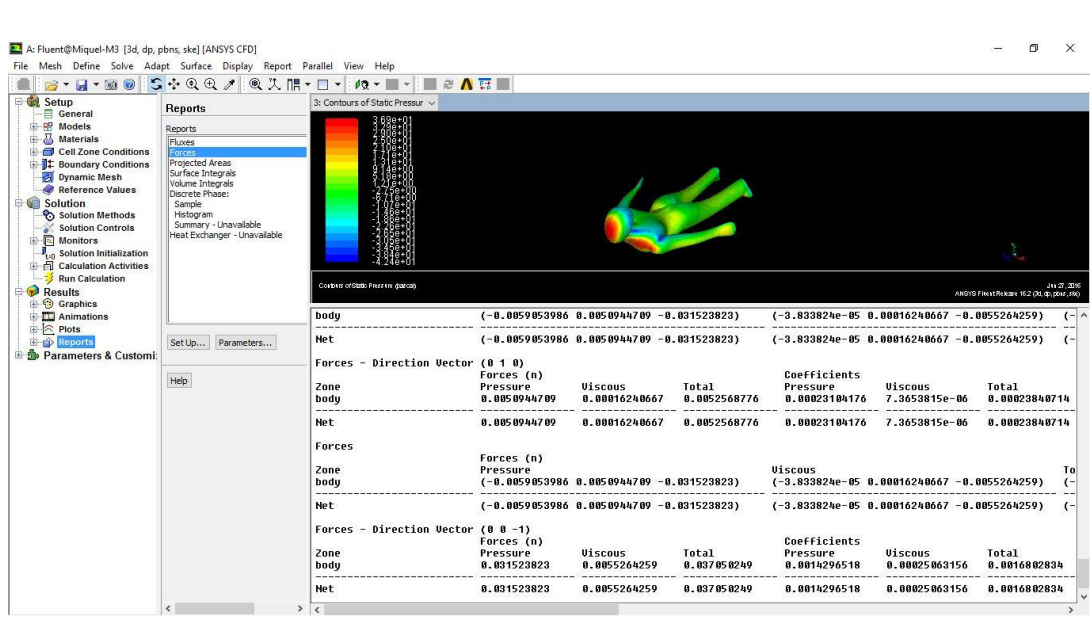 A: Fluent@Miquel-M3 [3d, dp, pbns, ske] [ANSYS CFD]
File Mesh Define Solve Adapt Surface Display Report Parallel View Help
Setup
General
Models
Materials
Cell Zone Conditions
Boundary Conditions
Dynamic Mesh
Reference Values
Solution
Solution Methods
Solution Controls
Monitors
Solution Initialization
Calculation Activities
Run Calculation
Results
Graphics
Animations
Plots
Reports
Parameters & Customi
Reports
Reports
Fluxes
Forces
Projected Areas
Surface Integrals
Volume Integrals
Discrete Phase:
Sample
Histogram
Summary - Unavailable
Heat Exchanger - Unavailable
Set Up... Parameters...
Help
3: Contours of Static Pressur
3.69e+01
-4.24e+01
Contours of Static Pressure (pascal)
Jun 27, 2016
ANSYS Fluent Release 16.2 (3d, dp, pbns, ske)
body (-0.0059053986 0.0050944709 -0.031523823) (-3.833824e-05 0.00016240667 -0.0055264259) (-
Net (-0.0059053986 0.0050944709 -0.031523823) (-3.833824e-05 0.00016240667 -0.0055264259) (-
Forces - Direction Vector (0 1 0)
Forces (n) Coefficients
Zone Pressure Viscous Total Pressure Viscous Total
body 0.0050944709 0.00016240667 0.0052568776 0.00023104176 7.3653815e-06 0.00023840714
Net 0.0050944709 0.00016240667 0.0052568776 0.00023104176 7.3653815e-06 0.00023840714
Forces
Forces (n)
Zone Pressure Viscous To
body (-0.0059053986 0.0050944709 -0.031523823) (-3.833824e-05 0.00016240667 -0.0055264259) (-
Net (-0.0059053986 0.0050944709 -0.031523823) (-3.833824e-05 0.00016240667 -0.0055264259) (-
Forces - Direction Vector (0 0 -1)
Forces (n) Coefficients
Zone Pressure Viscous Total Pressure Viscous Total
body 0.031523823 0.0055264259 0.037050249 0.0014296518 0.00025063156 0.0016802834
Net 0.031523823 0.0055264259 0.037050249 0.0014296518 0.00025063156 0.0016802834